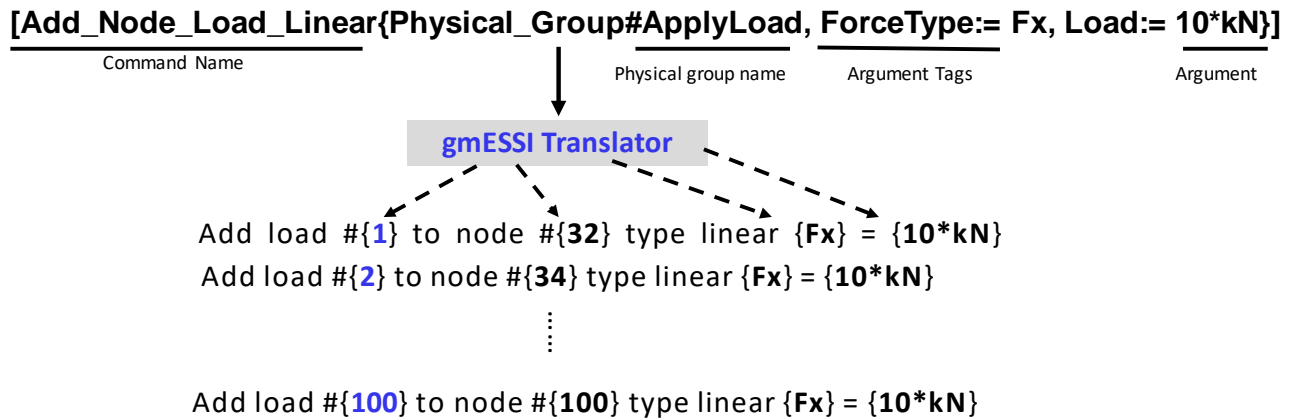 [Add_Node_Load_Linear{Physical_Group#ApplyLoad, ForceType:= Fx, Load:= 10*kN}]
Command Name
Physical group name
Argument Tags
Argument
gmESSI Translator
Add load #{1} to node #{32} type linear {Fx} = {10*kN}
Add load #{2} to node #{34} type linear {Fx} = {10*kN}
Add load #{100} to node #{100} type linear {Fx} = {10*kN}